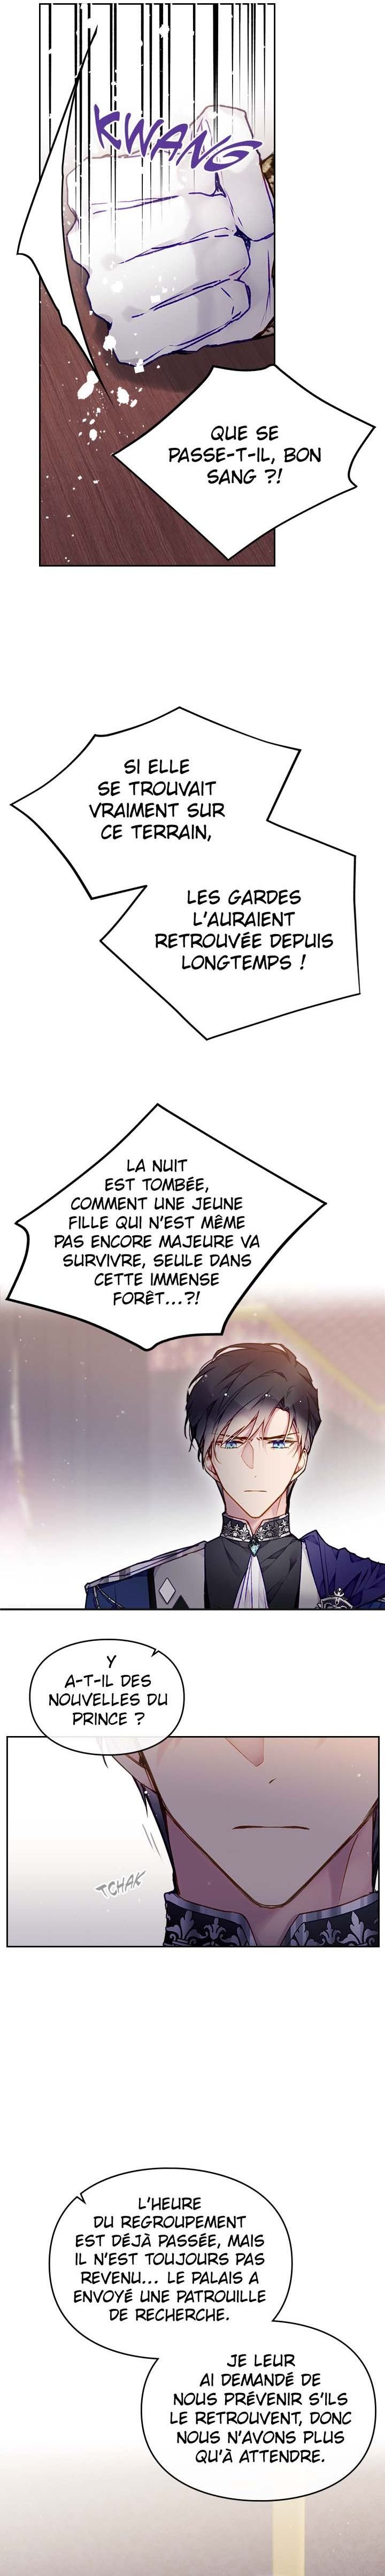 KWANG
QUE SE
PASSE-T-IL, BON
SANG ?!
SI ELLE
SE TROUVAIT
VRAIMENT SUR
CE TERRAIN,
LES GARDES
L'AURAIENT
RETROUVÉE DEPUIS
LONGTEMPS !
LA NUIT
EST TOMBÉE,
COMMENT UNE JEUNE
FILLE QUI N'EST MÊME
PAS ENCORE MAJEURE VA
SURVIVRE, SEULE DANS
CETTE IMMENSE
FORÊT...?!
Y
A-T-IL DES
NOUVELLES DU
PRINCE ?
TCHAK
L'HEURE
DU REGROUPEMENT
EST DÉJÀ PASSÉE, MAIS
IL N'EST TOUJOURS PAS
REVENU... LE PALAIS A
ENVOYÉ UNE PATROUILLE
DE RECHERCHE.
JE LEUR
AI DEMANDÉ DE
NOUS PRÉVENIR S'ILS
LE RETROUVENT, DONC
NOUS N'AVONS PLUS
QU'À ATTENDRE.